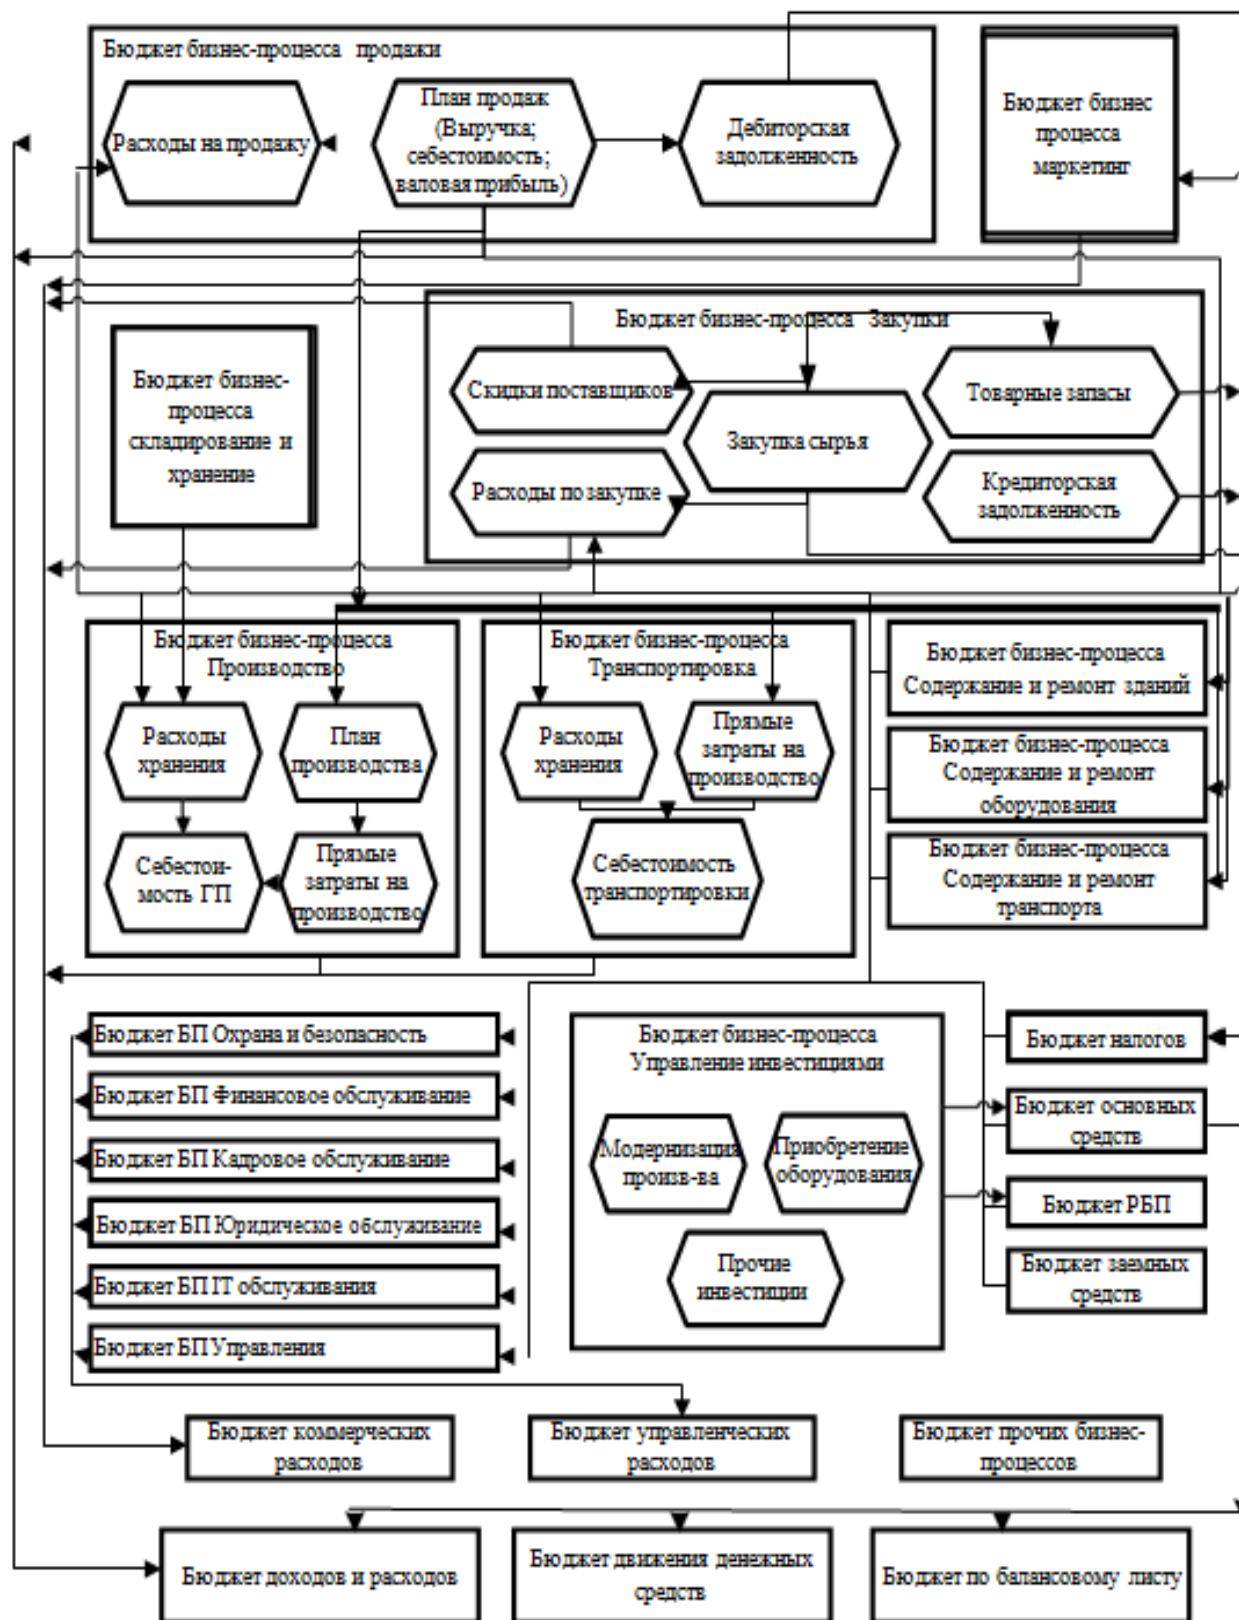 Бюджет бизнес-процесса продажи
Расходы на продажу
План продаж
(Выручка;
себестоимость;
валовая прибыль)
Дебиторская
задолженность
Бюджет бизнес
процесса
маркетинг
Бюджет бизнес-процесса Закупки
Бюджет бизнес-
процесса
складирование и
хранение
Скидки поставщиков
Закупка сырья
Товарные запасы
Расходы по закупке
Кредиторская
задолженность
Бюджет бизнес-процесса
Производство
Расходы
хранения
План
производства
Себестои-
мость ГП
Прямые
затраты на
производство
Бюджет бизнес-процесса
Транспортировка
Расходы
хранения
Прямые
затраты на
производство
Себестоимость
транспортировки
Бюджет бизнес-процесса
Содержание и ремонт зданий
Бюджет бизнес-процесса
Содержание и ремонт
оборудования
Бюджет бизнес-процесса
Содержание и ремонт
транспорта
Бюджет БП Охрана и безопасность
Бюджет БП Финансовое обслуживание
Бюджет БП Кадровое обслуживание
Бюджет БП Юридическое обслуживание
Бюджет БП IT обслуживания
Бюджет БП Управления
Бюджет бизнес-процесса
Управление инвестициями
Модернизация
произв-ва
Приобретение
оборудования
Прочие
инвестиции
Бюджет налогов
Бюджет основных
средств
Бюджет РБП
Бюджет заемных
средств
Бюджет коммерческих
расходов
Бюджет управленческих
расходов
Бюджет прочих бизнес-
процессов
Бюджет доходов и расходов
Бюджет движения денежных
средств
Бюджет по балансовому листу